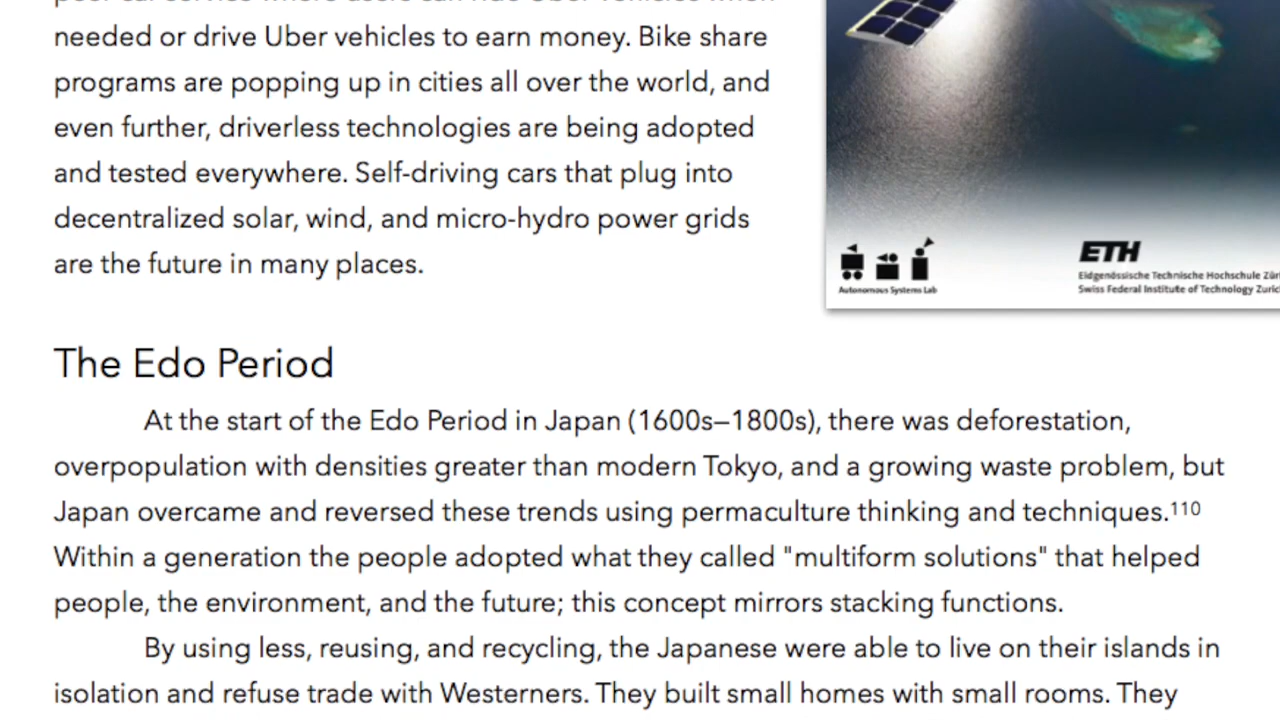 needed or drive Uber vehicles to earn money. Bike share
programs are popping up in cities all over the world, and
even further, driverless technologies are being adopted
and tested everywhere. Self-driving cars that plug into
decentralized solar, wind, and micro-hydro power grids
are the future in many places.
Autonomous Systems Lab
ETH
Eidgenössische Technische Hochschule
Swiss Federal Institute of Technology
The Edo Period
At the start of the Edo Period in Japan (1600s–1800s), there was deforestation,
overpopulation with densities greater than modern Tokyo, and a growing waste problem, but
Japan overcame and reversed these trends using permaculture thinking and techniques.¹¹⁰
Within a generation the people adopted what they called "multiform solutions" that helped
people, the environment, and the future; this concept mirrors stacking functions.
By using less, reusing, and recycling, the Japanese were able to live on their islands in
isolation and refuse trade with Westerners. They built small homes with small rooms. They